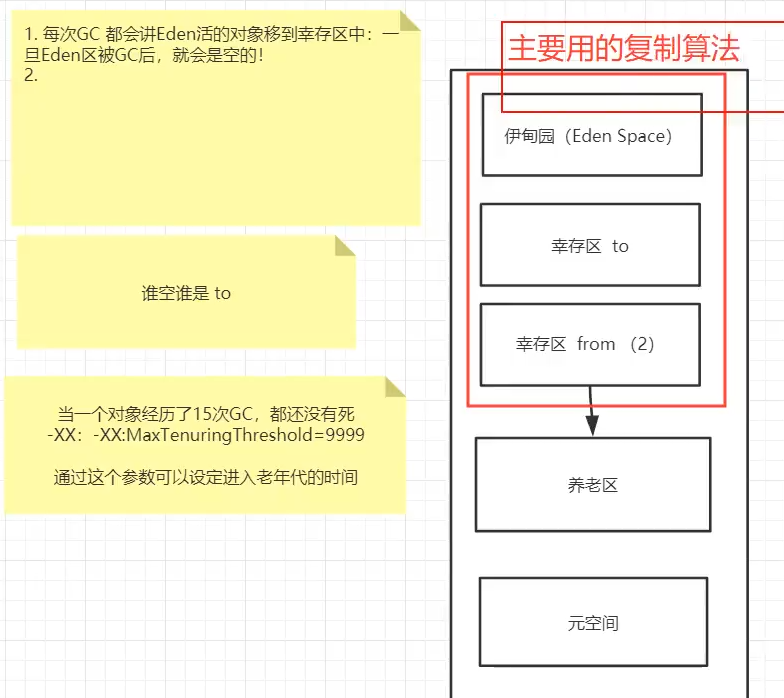 1. 每次GC 都会讲Eden活的对象移到幸存区中：一
旦Eden区被GC后，就会是空的！
2.
谁空谁是 to
当一个对象经历了15次GC，都还没有死
-XX：-XX:MaxTenuringThreshold=9999
通过这个参数可以设定进入老年代的时间
主要用的复制算法
伊甸园（Eden Space）
幸存区 to
幸存区 from （2）
养老区
元空间